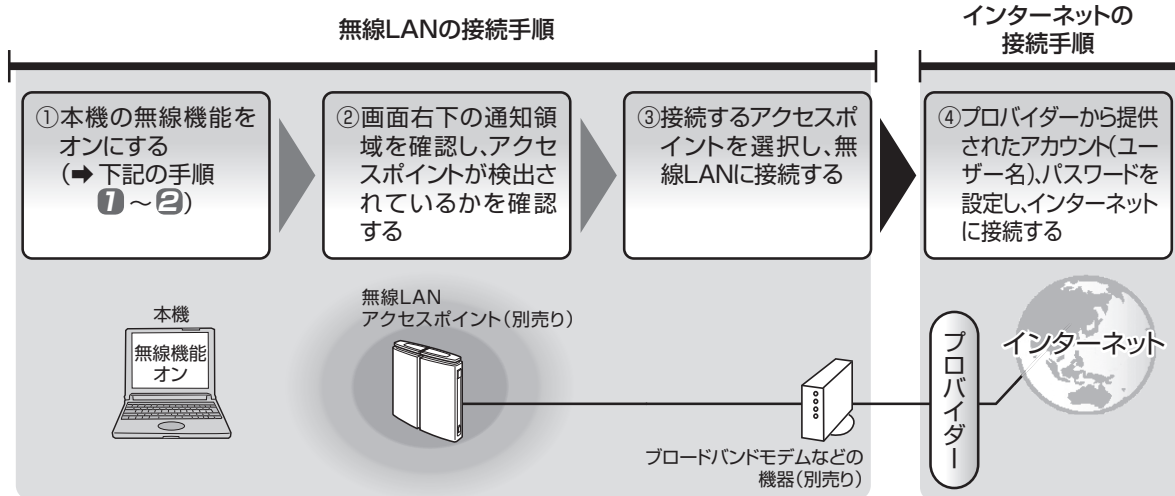 無線LANの接続手順
インターネットの
接続手順
①本機の無線機能を
オンにする
(➡下記の手順
1～2)
②画面右下の通知領
域を確認し、アクセ
スポイントが検出さ
れているかを確認
する
③接続するアクセスポ
イントを選択し、無
線LANに接続する
④プロバイダーから提供
されたアカウント(ユー
ザー名)、パスワードを
設定し、インターネット
に接続する
本機
無線機能
オン
無線LAN
アクセスポイント(別売り)
ブロードバンドモデムなどの
機器(別売り)
プロバイダー
インターネット